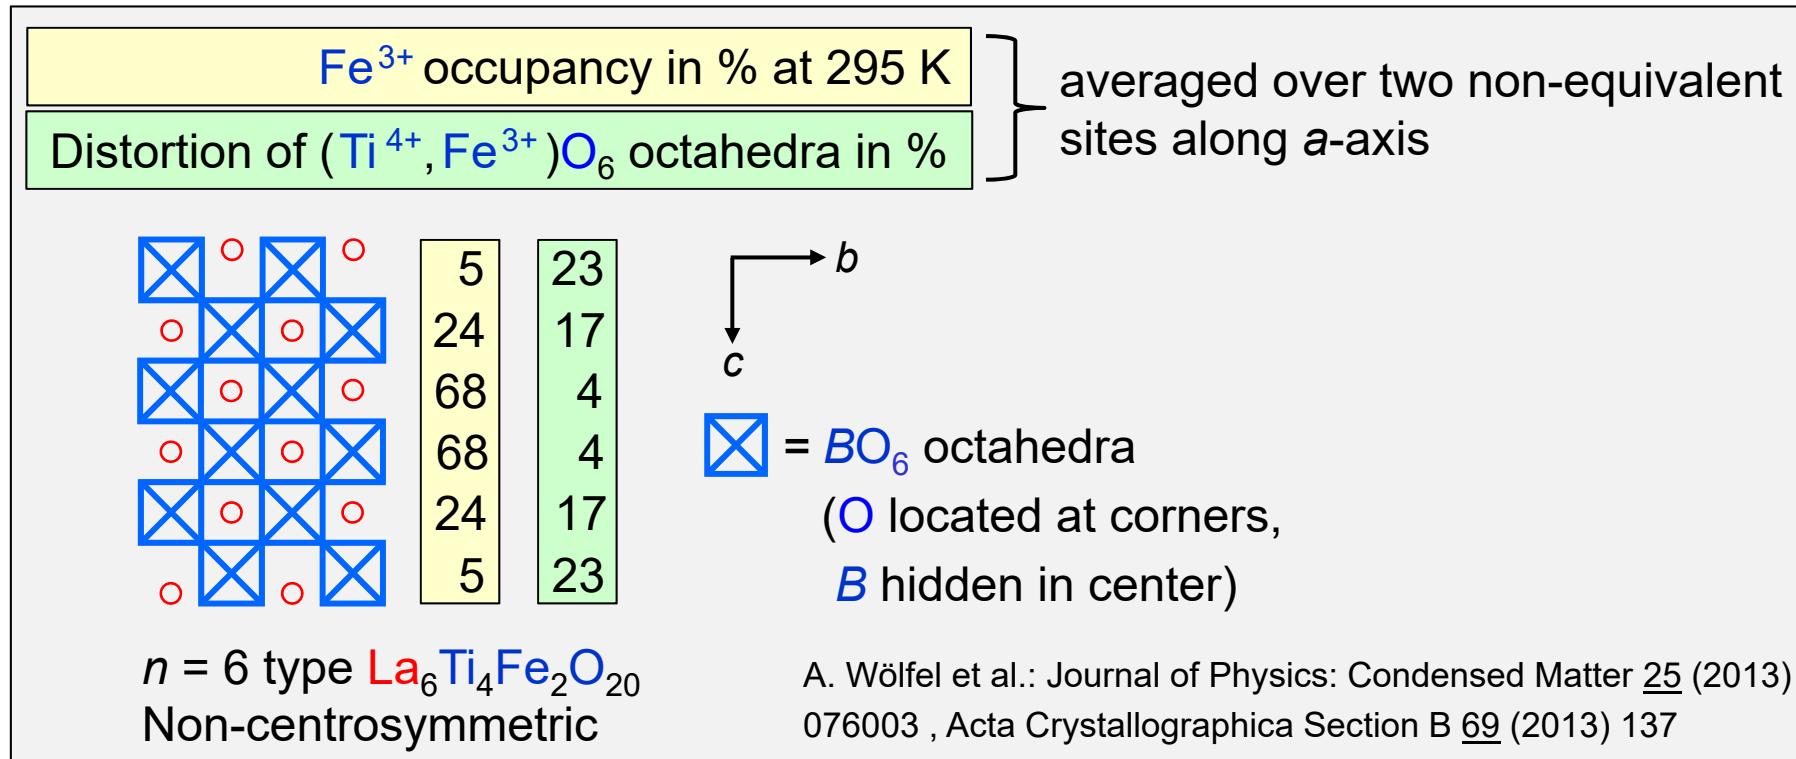 Fe³⁺ occupancy in % at 295 K
Distortion of (Ti⁴⁺,Fe³⁺)O₆ octahedra in %
averaged over two non-equivalent
sites along a-axis
5 23
24 17
68 4
68 4
24 17
5 23
b
c
= BO₆ octahedra
(O located at corners,
B hidden in center)
n = 6 type La₆Ti₄Fe₂O₂₀
Non-centrosymmetric
A. Wölfel et al.: Journal of Physics: Condensed Matter 25 (2013)
076003 , Acta Crystallographica Section B 69 (2013) 137